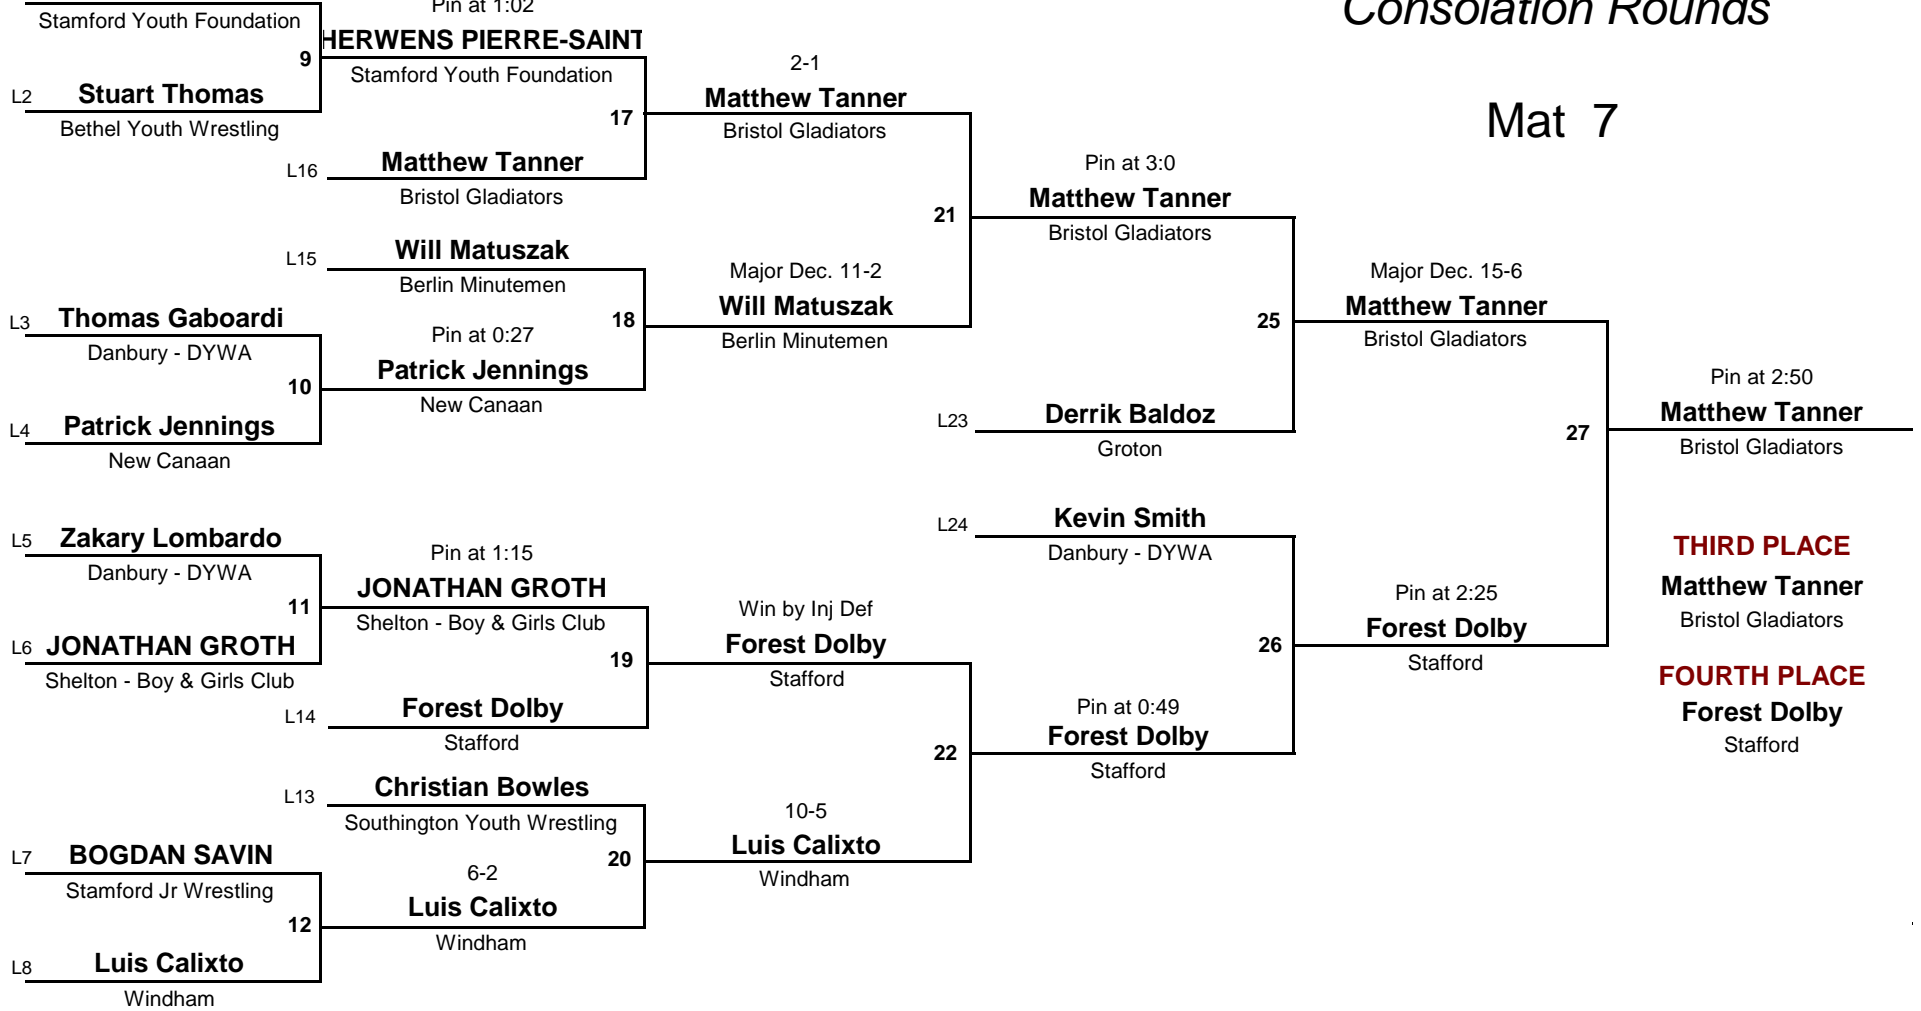 Consolation Rounds
Mat 7
Stamford Youth Foundation
9
L2 Stuart Thomas
Bethel Youth Wrestling
L3 Thomas Gaboardi
Danbury - DYWA
10
L4 Patrick Jennings
New Canaan
L5 Zakary Lombardo
Danbury - DYWA
11
L6 JONATHAN GROTH
Shelton - Boy & Girls Club
L7 BOGDAN SAVIN
Stamford Jr Wrestling
12
L8 Luis Calixto
Windham
Pin at 1:02
HERWENS PIERRE-SAINT
Stamford Youth Foundation
17
L16 Matthew Tanner
Bristol Gladiators
L15 Will Matuszak
Berlin Minutemen
18
Pin at 0:27
Patrick Jennings
New Canaan
Pin at 1:15
JONATHAN GROTH
Shelton - Boy & Girls Club
19
L14 Forest Dolby
Stafford
L13 Christian Bowles
Southington Youth Wrestling
20
6-2
Luis Calixto
Windham
2-1
Matthew Tanner
Bristol Gladiators
21
Major Dec. 11-2
Will Matuszak
Berlin Minutemen
Win by Inj Def
Forest Dolby
Stafford
22
10-5
Luis Calixto
Windham
Pin at 3:0
Matthew Tanner
Bristol Gladiators
25
L23 Derrik Baldoz
Groton
L24 Kevin Smith
Danbury - DYWA
26
Pin at 0:49
Forest Dolby
Stafford
Major Dec. 15-6
Matthew Tanner
Bristol Gladiators
27
Pin at 2:25
Forest Dolby
Stafford
Pin at 2:50
Matthew Tanner
Bristol Gladiators
THIRD PLACE
Matthew Tanner
Bristol Gladiators
FOURTH PLACE
Forest Dolby
Stafford